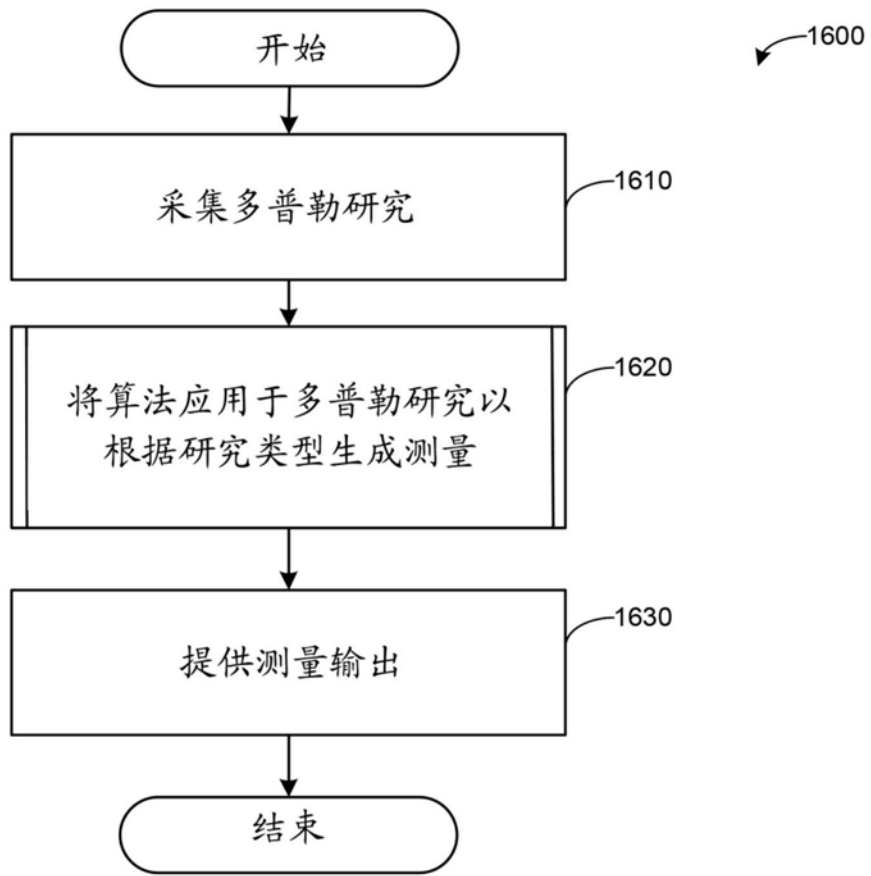 开始
1600
采集多普勒研究
1610
将算法应用于多普勒研究以
根据研究类型生成测量
1620
提供测量输出
1630
结束